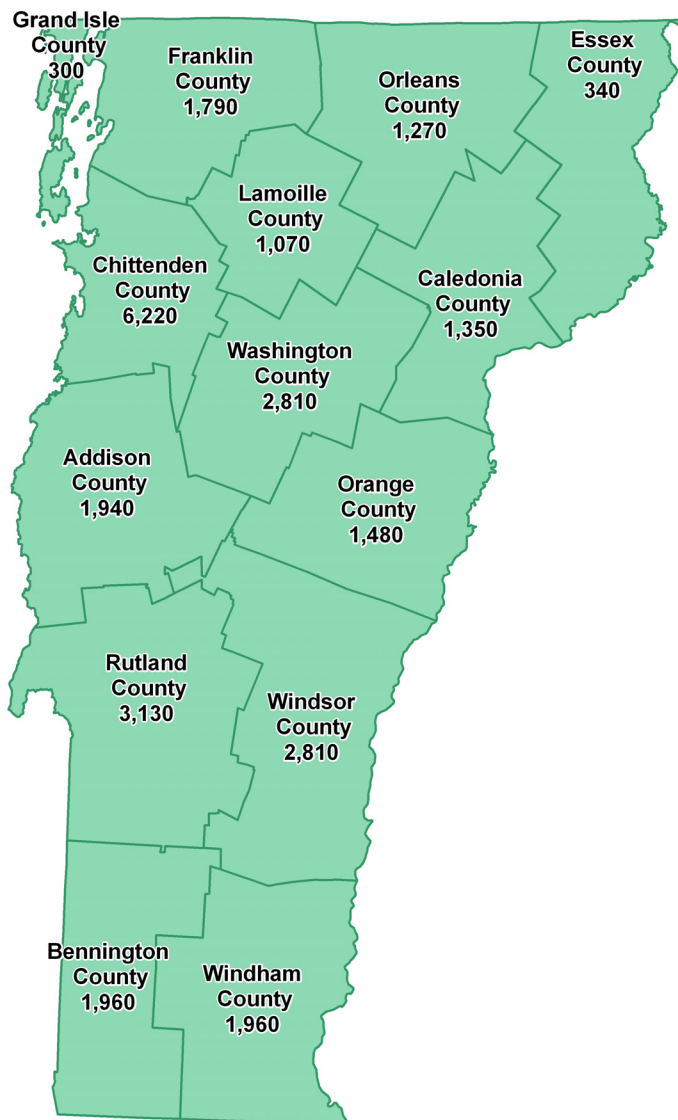 Grand Isle
County
300
Franklin
County
1,790
Orleans
County
1,270
Essex
County
340
Lamoille
County
1,070
Chittenden
County
6,220
Caledonia
County
1,350
Washington
County
2,810
Addison
County
1,940
Orange
County
1,480
Rutland
County
3,130
Windsor
County
2,810
Bennington
County
1,960
Windham
County
1,960